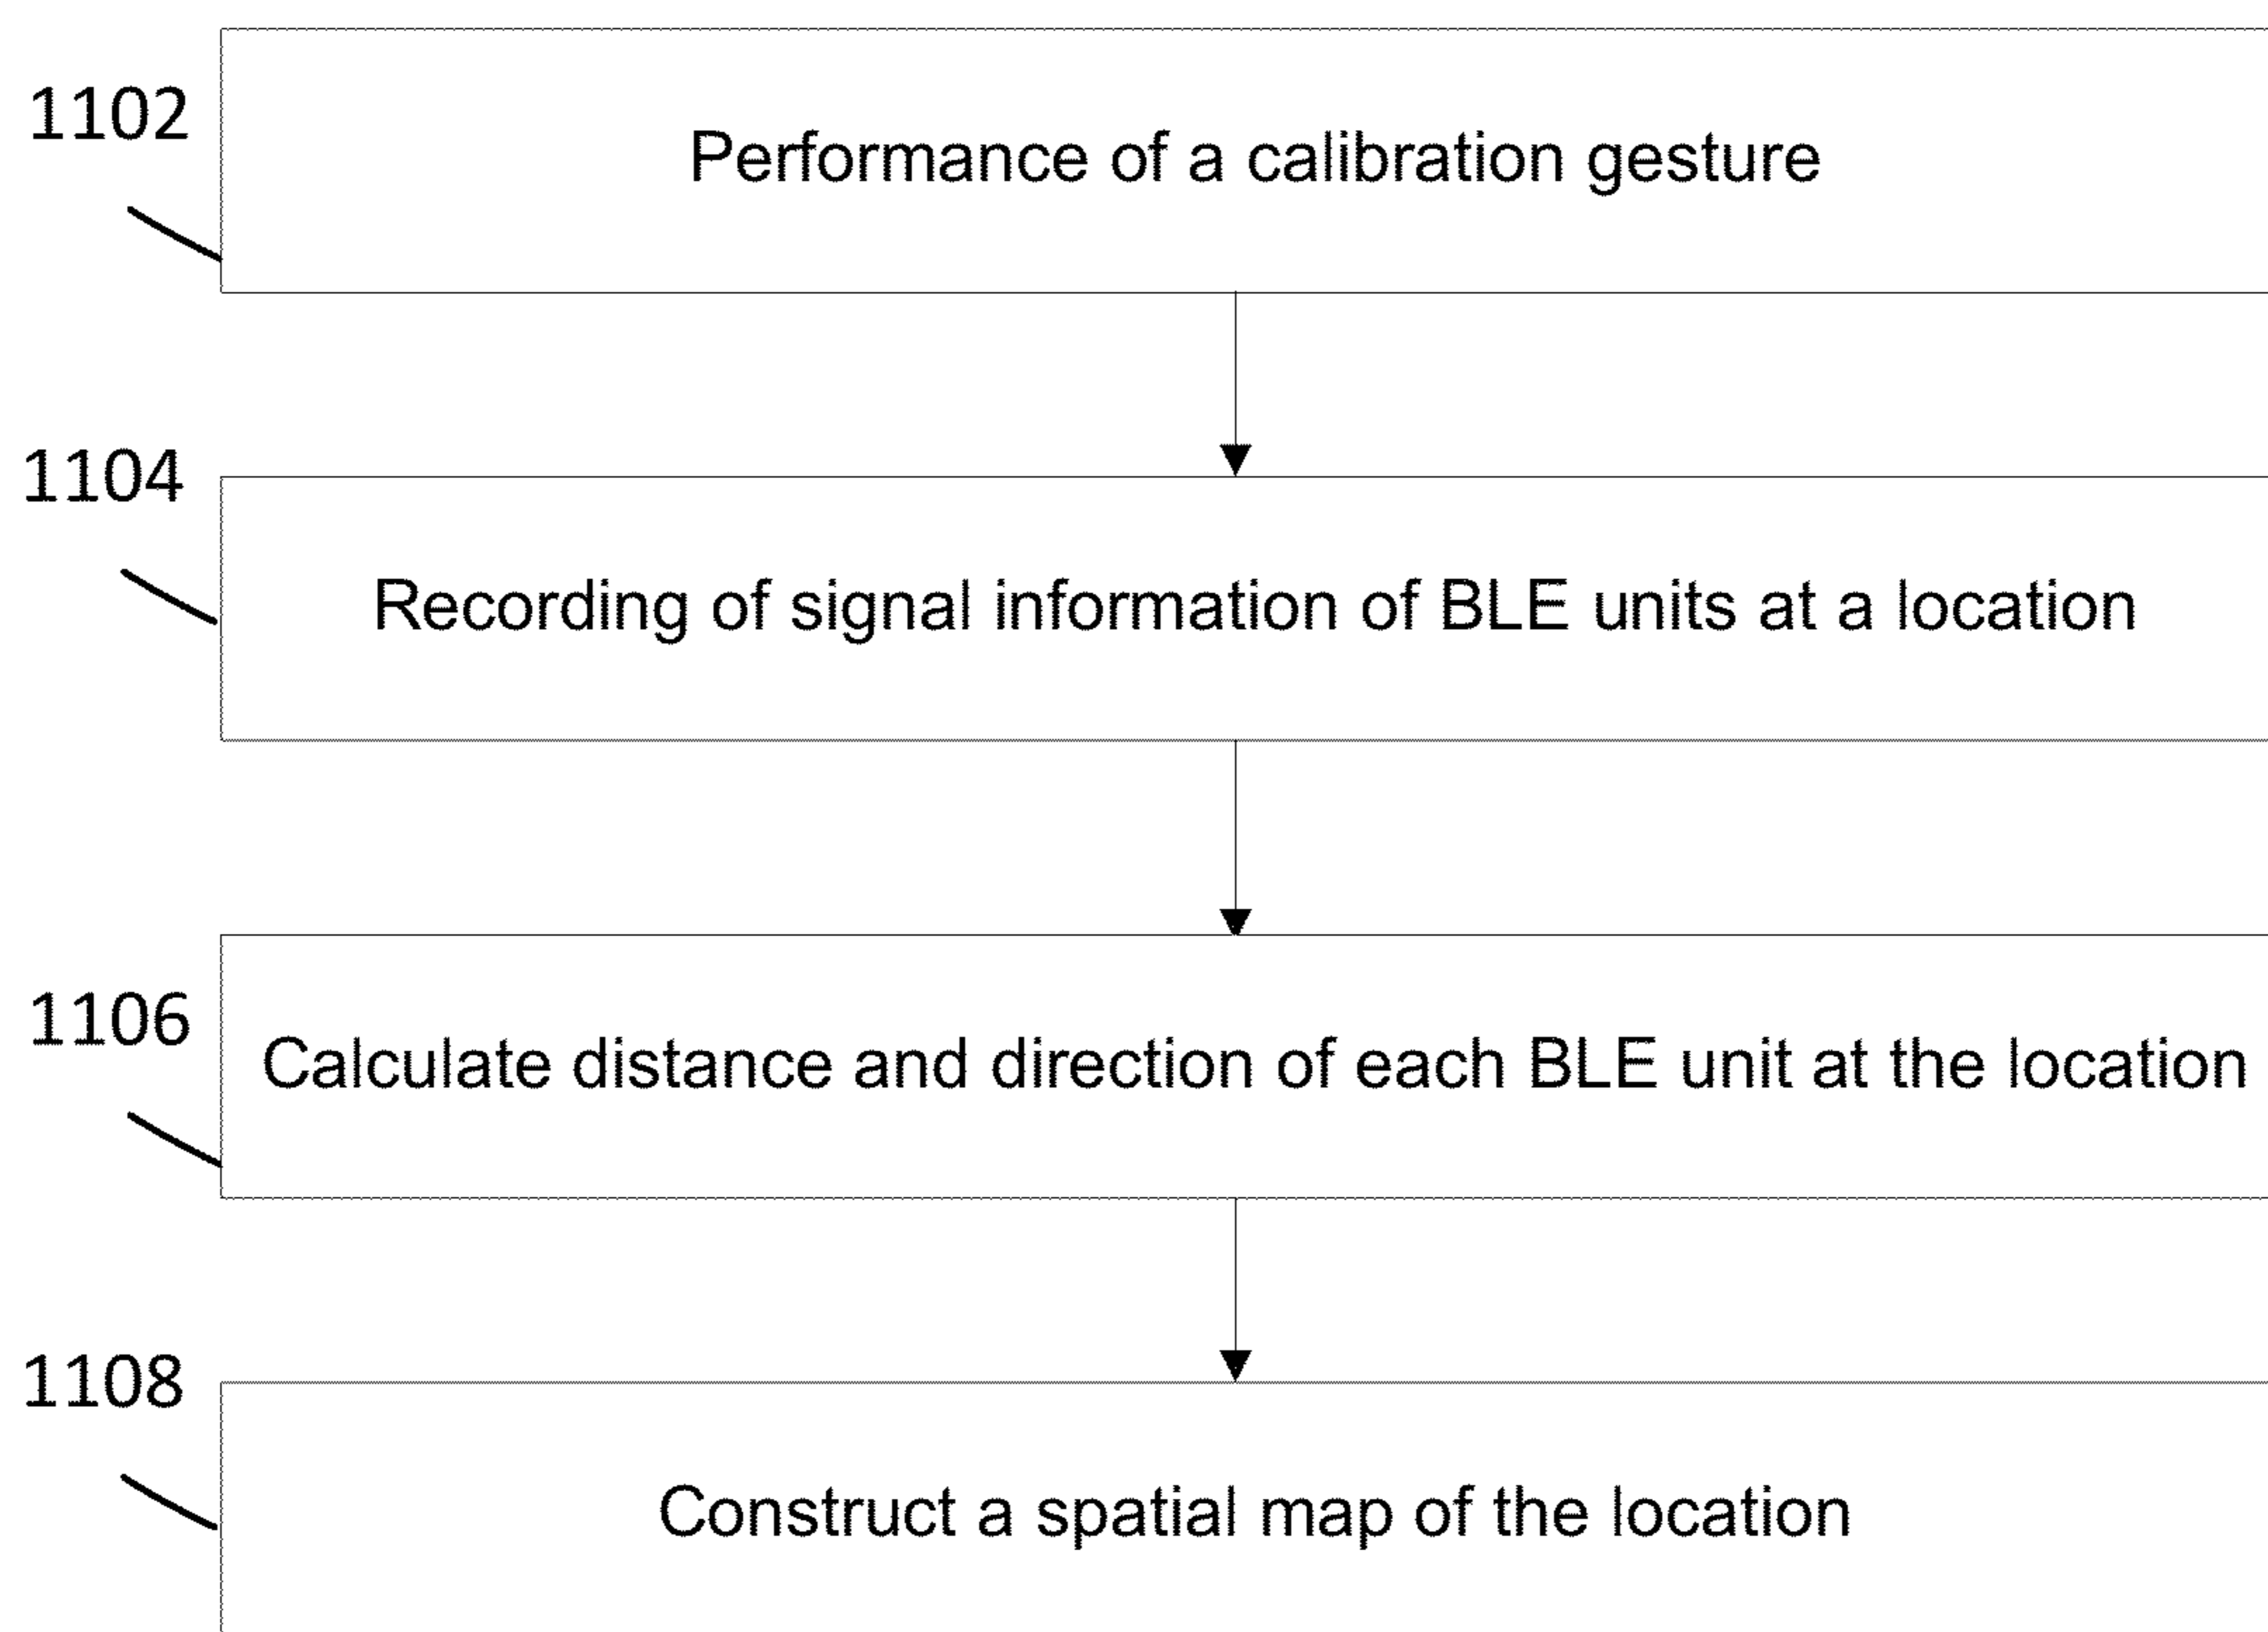 1102
Performance of a calibration gesture
1104
Recording of signal information of BLE units at a location
1106
Calculate distance and direction of each BLE unit at the location
1108
Construct a spatial map of the location